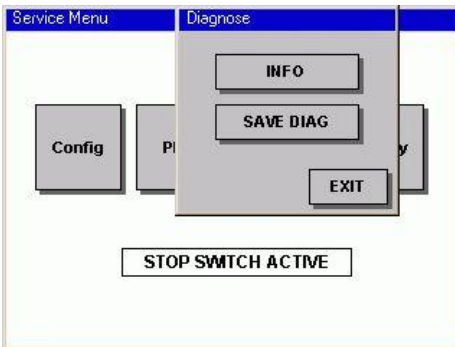 Service Menu
Diagnose
INFO
SAVE DIAG
Config
EXIT
STOP SWITCH ACTIVE